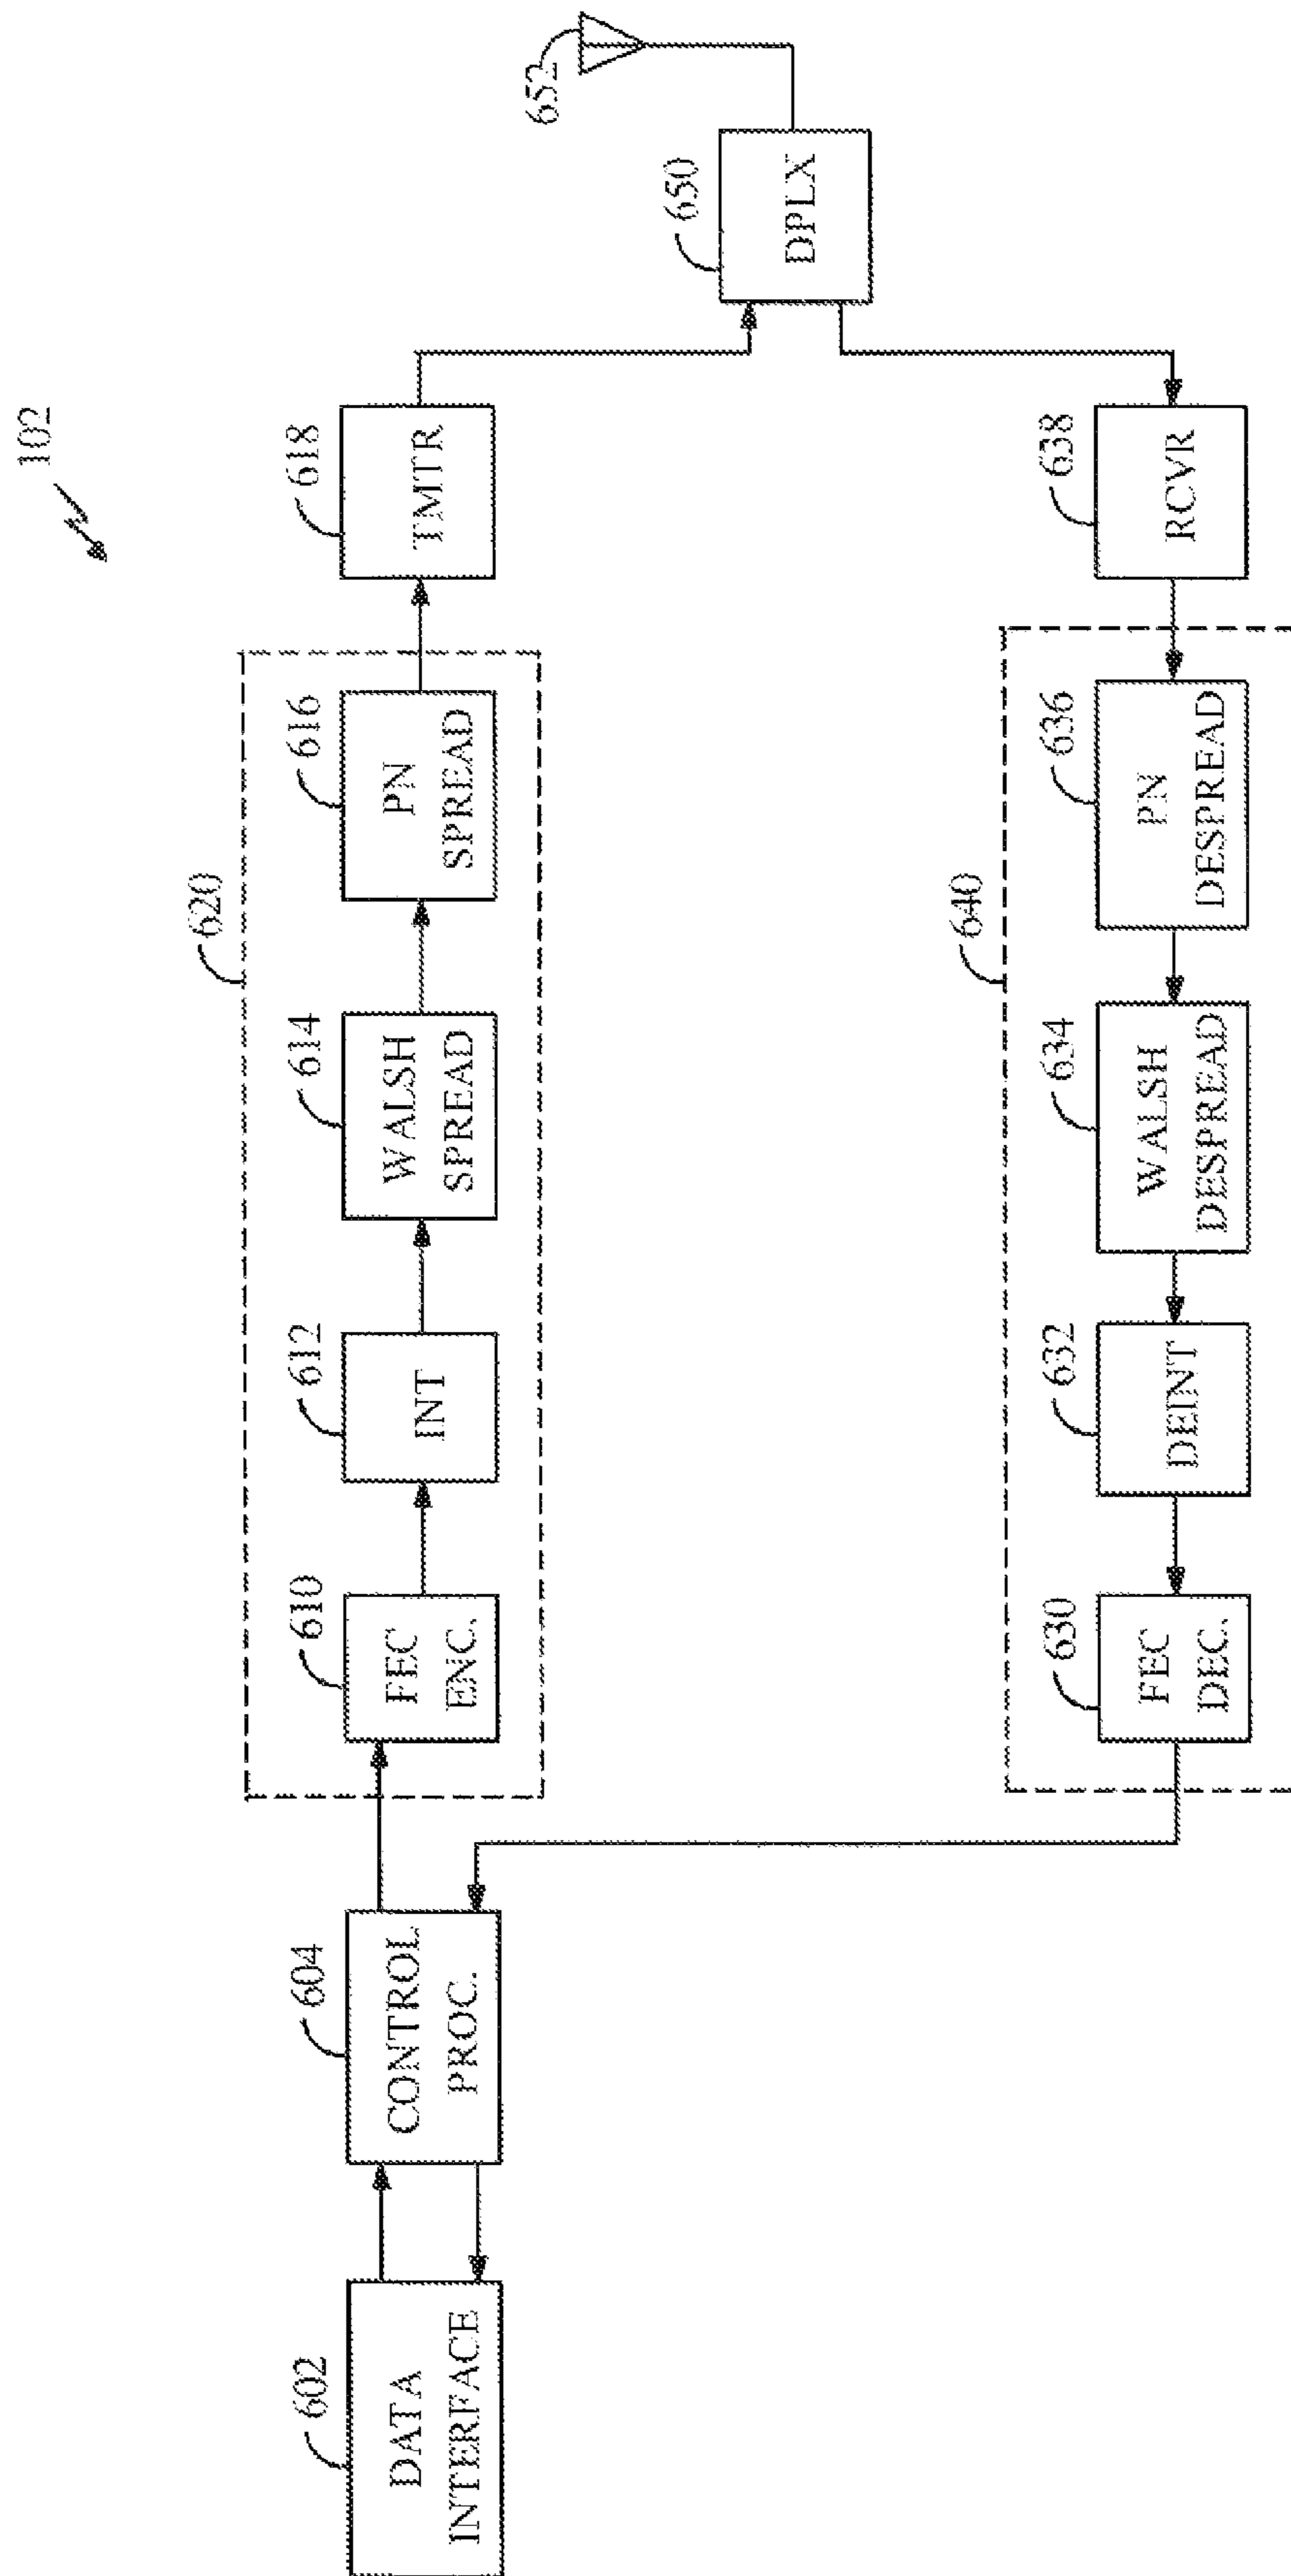 102
602
DATA
INTERFACE
604
CONTROL
PROC.
620
610
FEC
ENC.
612
INT
614
WALSH
SPREAD
616
PN
SPREAD
618
TMTR
650
DPLX
652
640
630
FEC
DEC.
632
DEINT
634
WALSH
DESPREAD
636
PN
DESPREAD
638
RCVR